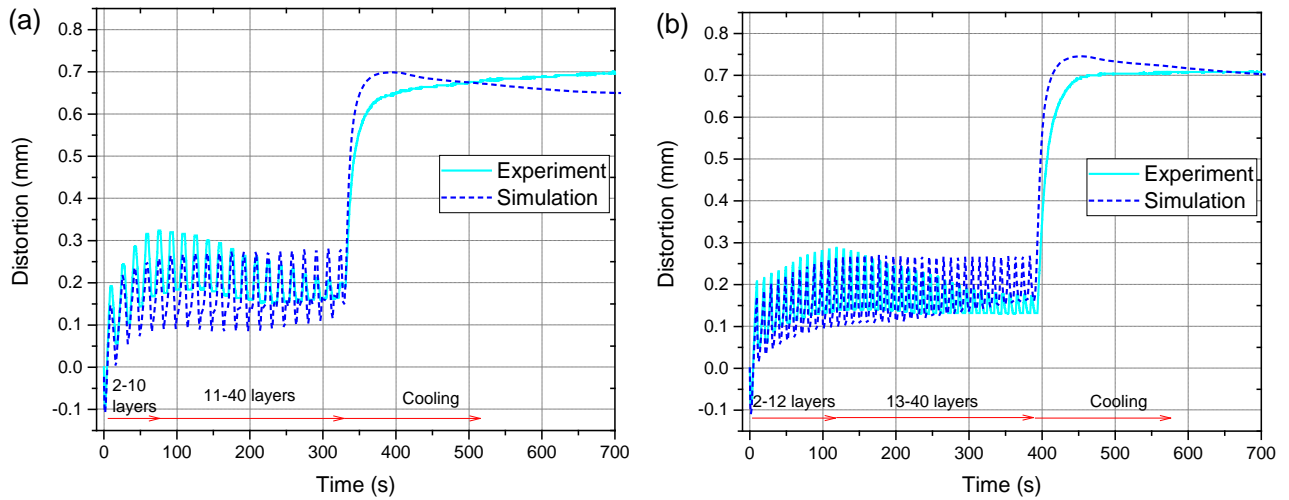 (a)
0.8
0.7
0.6
0.5
0.4
0.3
0.2
0.1
0.0
-0.1
Distortion (mm)
Experiment
Simulation
2-10
layers
11-40 layers
Cooling
0 100 200 300 400 500 600 700
Time (s)
(b)
0.8
0.7
0.6
0.5
0.4
0.3
0.2
0.1
0.0
-0.1
Distortion (mm)
Experiment
Simulation
2-12 layers
13-40 layers
Cooling
0 100 200 300 400 500 600 700
Time (s)